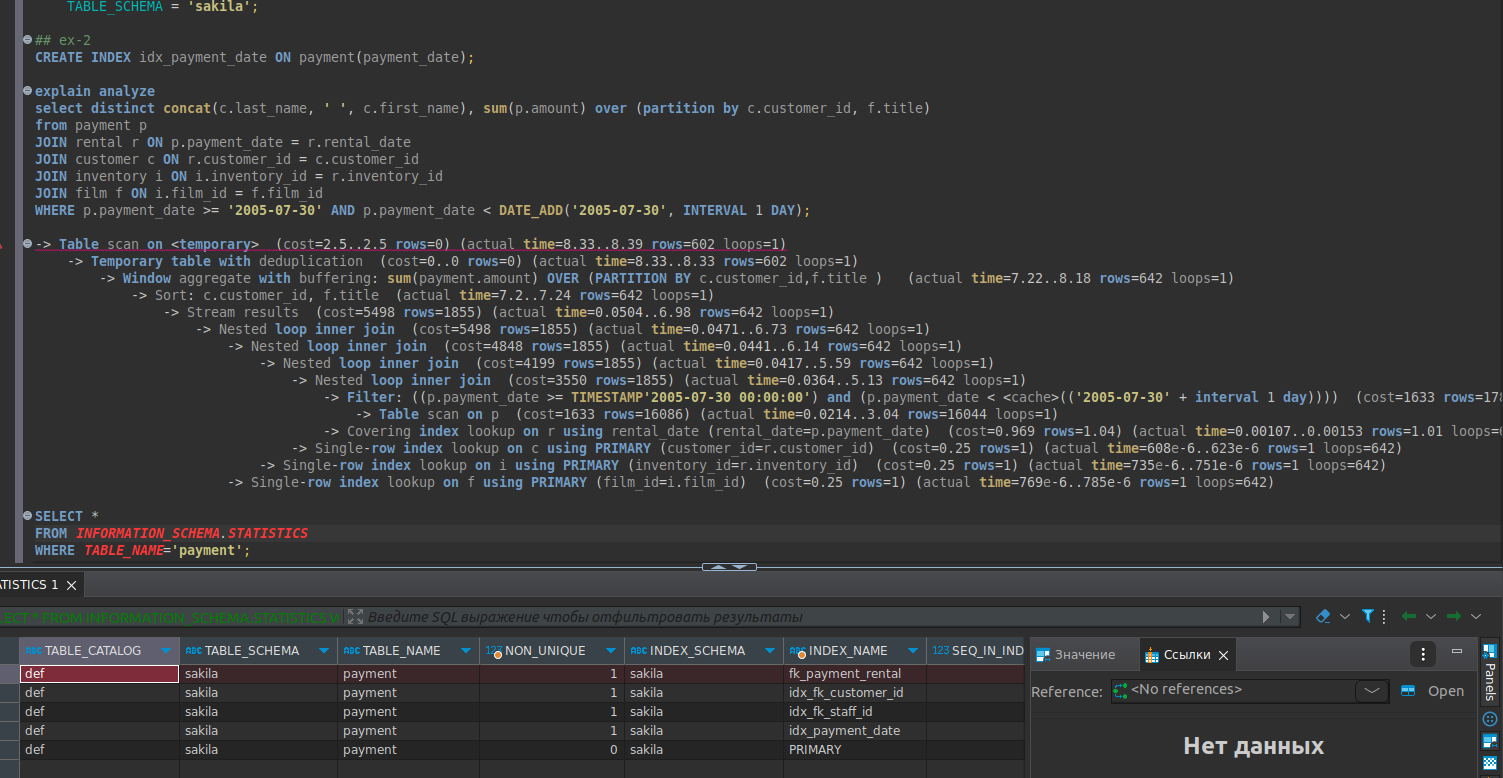 TABLE_SCHEMA = 'sakila';
## ex-2
CREATE INDEX idx_payment_date ON payment(payment_date);
explain analyze
select distinct concat(c.last_name, ' ', c.first_name), sum(p.amount) over (partition by c.customer_id, f.title)
from payment p
JOIN rental r ON p.payment_date = r.rental_date
JOIN customer c ON r.customer_id = c.customer_id
JOIN inventory i ON i.inventory_id = r.inventory_id
JOIN film f ON i.film_id = f.film_id
WHERE p.payment_date >= '2005-07-30' AND p.payment_date < DATE_ADD('2005-07-30', INTERVAL 1 DAY);
-> Table scan on <temporary>  (cost=2.5..2.5 rows=0) (actual time=8.33..8.39 rows=602 loops=1)
-> Temporary table with deduplication  (cost=0..0 rows=0) (actual time=8.33..8.33 rows=602 loops=1)
-> Window aggregate with buffering: sum(payment.amount) OVER (PARTITION BY c.customer_id,f.title )   (actual time=7.22..8.18 rows=642 loops=1)
-> Sort: c.customer_id, f.title  (actual time=7.2..7.24 rows=642 loops=1)
-> Stream results  (cost=5498 rows=1855) (actual time=0.0504..6.98 rows=642 loops=1)
-> Nested loop inner join  (cost=5498 rows=1855) (actual time=0.0471..6.73 rows=642 loops=1)
-> Nested loop inner join  (cost=4848 rows=1855) (actual time=0.0441..6.14 rows=642 loops=1)
-> Nested loop inner join  (cost=4199 rows=1855) (actual time=0.0417..5.59 rows=642 loops=1)
-> Nested loop inner join  (cost=3550 rows=1855) (actual time=0.0364..5.13 rows=642 loops=1)
-> Filter: ((p.payment_date >= TIMESTAMP'2005-07-30 00:00:00') and (p.payment_date < <cache>(('2005-07-30' + interval 1 day))))  (cost=1633 rows=178
-> Table scan on p  (cost=1633 rows=16086) (actual time=0.0214..3.04 rows=16044 loops=1)
-> Covering index lookup on r using rental_date (rental_date=p.payment_date)  (cost=0.969 rows=1.04) (actual time=0.00107..0.00153 rows=1.01 loops=6
-> Single-row index lookup on c using PRIMARY (customer_id=r.customer_id)  (cost=0.25 rows=1) (actual time=608e-6..623e-6 rows=1 loops=642)
-> Single-row index lookup on i using PRIMARY (inventory_id=r.inventory_id)  (cost=0.25 rows=1) (actual time=735e-6..751e-6 rows=1 loops=642)
-> Single-row index lookup on f using PRIMARY (film_id=i.film_id)  (cost=0.25 rows=1) (actual time=769e-6..785e-6 rows=1 loops=642)
SELECT *
FROM INFORMATION_SCHEMA.STATISTICS
WHERE TABLE_NAME='payment';
ATISTICS 1
LECT * FROM INFORMATION_SCHEMA.STATISTICS W Введите SQL выражение чтобы отфильтровать результаты
ABC TABLE_CATALOG ABC TABLE_SCHEMA ABC TABLE_NAME 123 NON_UNIQUE ABC INDEX_SCHEMA ABC INDEX_NAME 123 SEQ_IN_IND
def sakila payment 1 sakila fk_payment_rental
def sakila payment 1 sakila idx_fk_customer_id
def sakila payment 1 sakila idx_fk_staff_id
def sakila payment 1 sakila idx_payment_date
def sakila payment 0 sakila PRIMARY
Значение Ссылки
Reference: <No references> Open
Нет данных
Panels